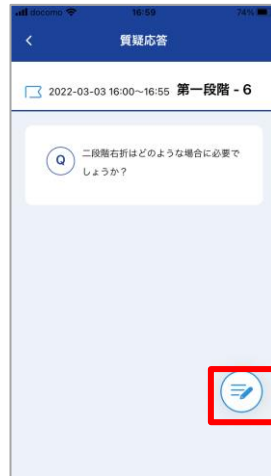 docomo 16:59 74%
質疑応答
2022-03-03 16:00~16:55 第一段階 - 6
Q 二段階右折はどのような場合に必要で
しょうか？